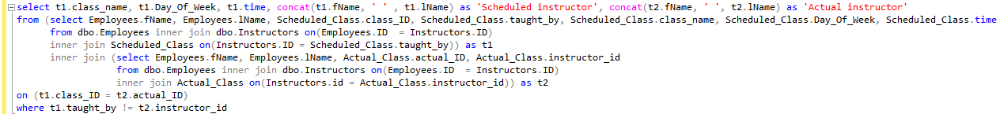 select t1.class_name, t1.Day_Of_Week, t1.time, concat(t1.fName, ' ' , t1.lName) as 'Scheduled instructor', concat(t2.fName, ' ', t2.lName) as 'Actual instructor'
from (select Employees.fName, Employees.lName, Scheduled_Class.class_ID, Scheduled_Class.taught_by, Scheduled_Class.class_name, Scheduled_Class.Day_Of_Week, Scheduled_Class.time
from dbo.Employees inner join dbo.Instructors on(Employees.ID = Instructors.ID)
inner join Scheduled_Class on(Instructors.ID = Scheduled_Class.taught_by)) as t1
inner join (select Employees.fName, Employees.lName, Actual_Class.actual_ID, Actual_Class.instructor_id
from dbo.Employees inner join dbo.Instructors on(Employees.ID = Instructors.ID)
inner join Actual_Class on(Instructors.id = Actual_Class.instructor_id)) as t2
on (t1.class_ID = t2.actual_ID)
where t1.taught_by != t2.instructor_id